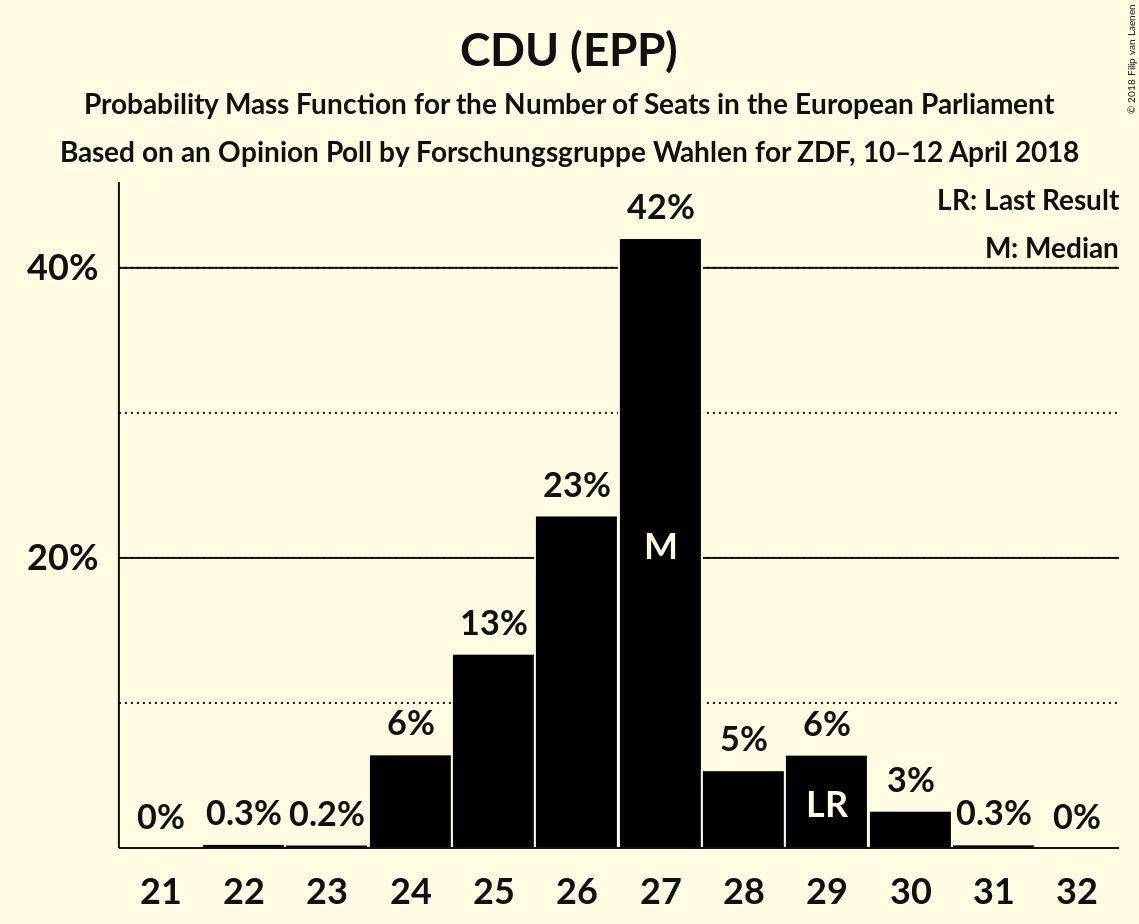 CDU (EPP)
Probability Mass Function for the Number of Seats in the European Parliament
Based on an Opinion Poll by Forschungsgruppe Wahlen for ZDF, 10–12 April 2018
© 2018 Filip van Laenen
LR: Last Result
M: Median
40%
20%
0%
0.3%
0.2%
6%
13%
23%
42%
M
5%
6%
LR
3%
0.3%
0%
21 22 23 24 25 26 27 28 29 30 31 32